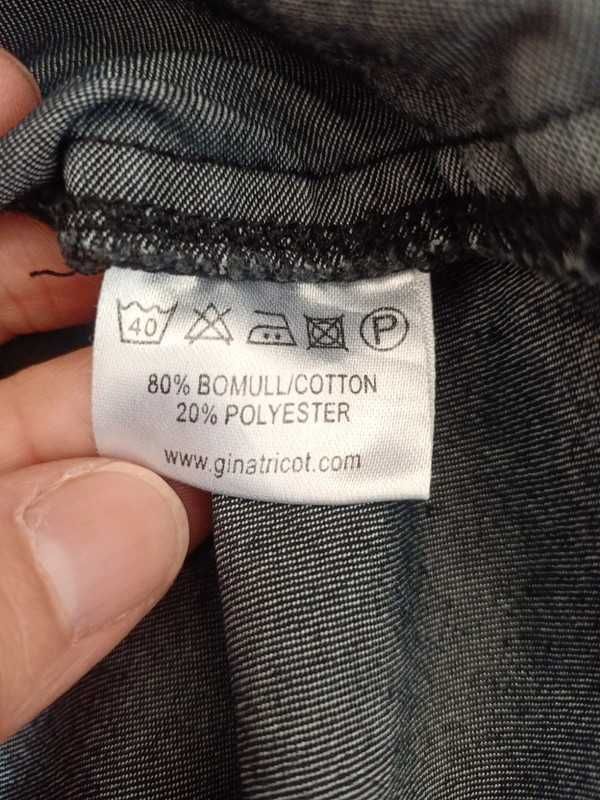 40 P
80% BOMULL/COTTON
20% POLYESTER
www.ginatricot.com